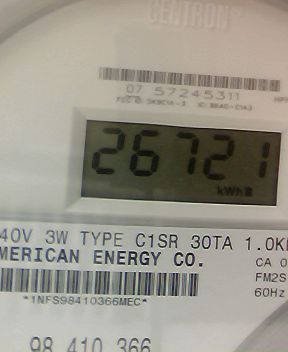 CENTRON®
07 57245311
26721
kWh
40V 3W TYPE C1SR 30TA 1.0K
MERICAN ENERGY CO.
CA 0
FM2S
60Hz
*1NFS98410366MEC*
98 410 366